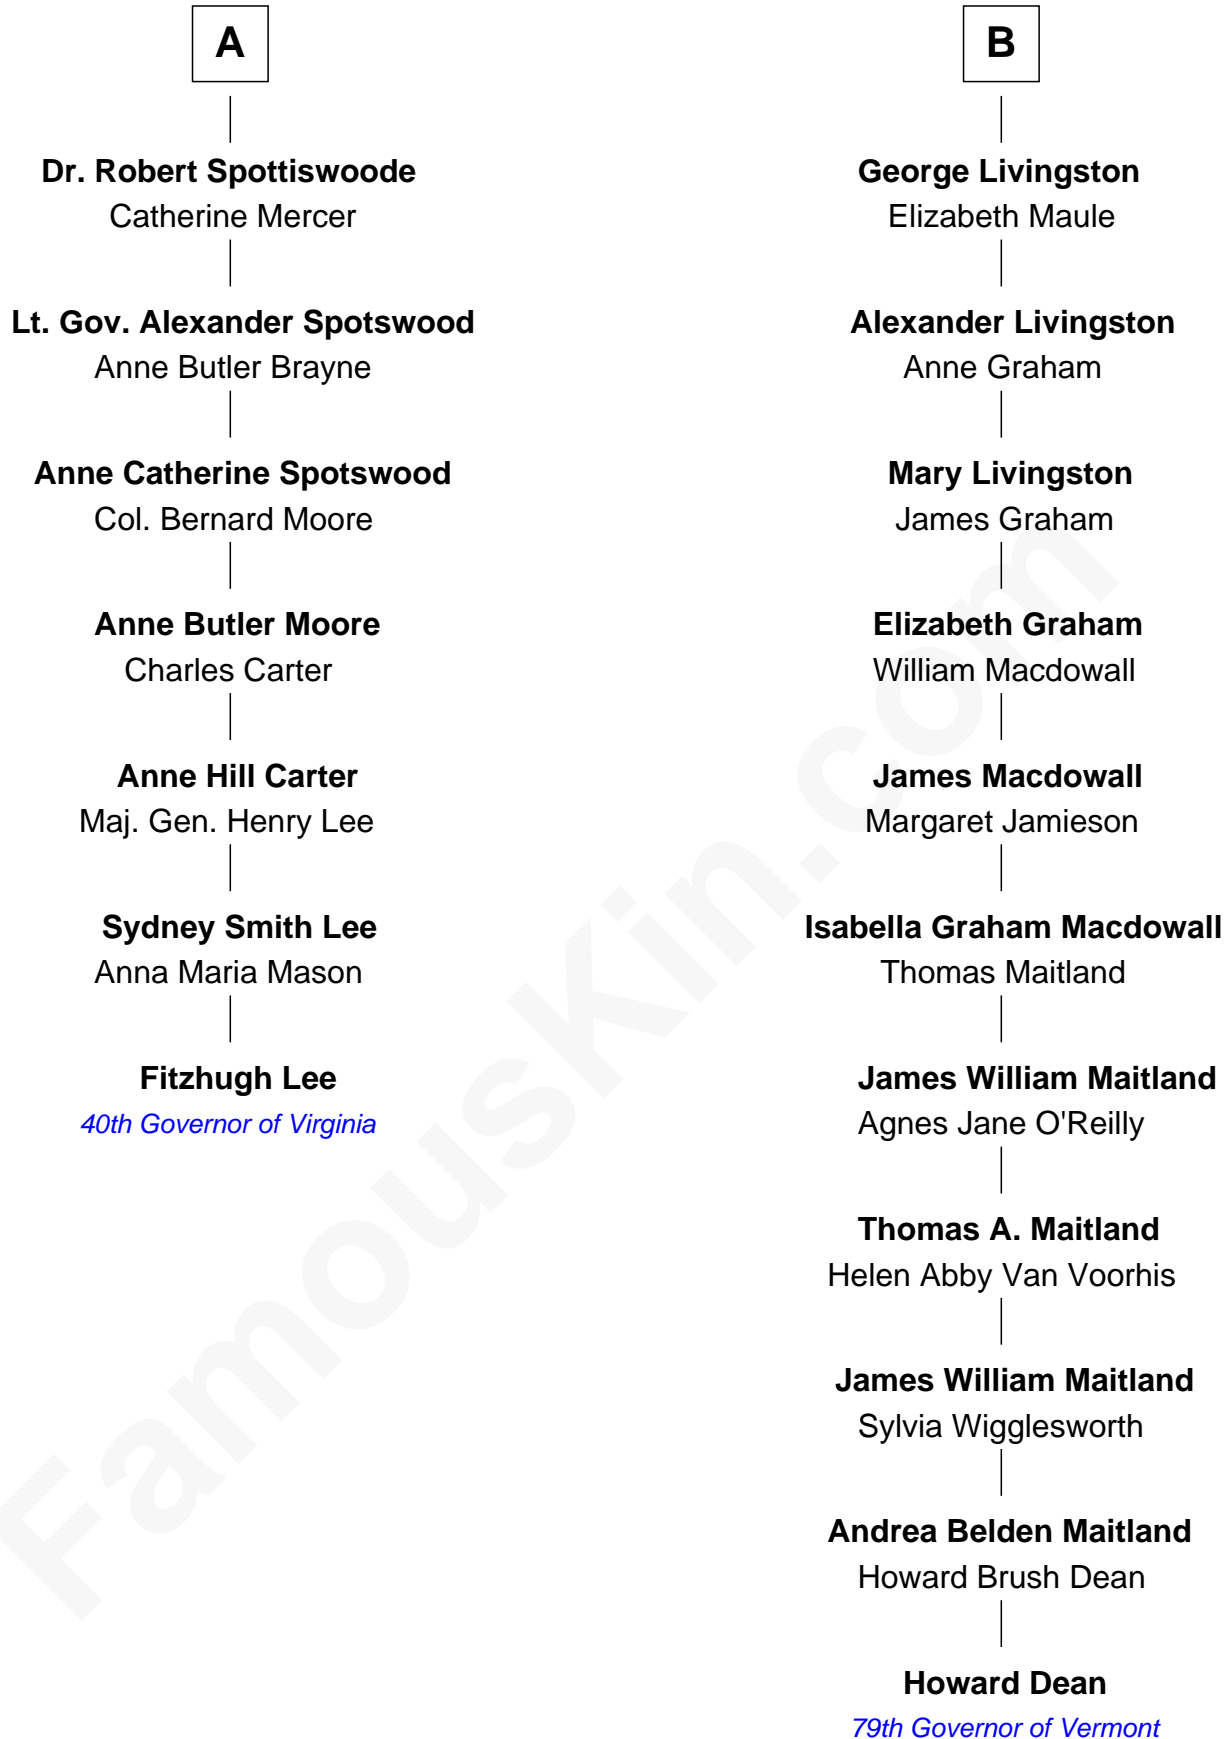 A
Dr. Robert Spottiswoode
Catherine Mercer
Lt. Gov. Alexander Spotswood
Anne Butler Brayne
Anne Catherine Spotswood
Col. Bernard Moore
Anne Butler Moore
Charles Carter
Anne Hill Carter
Maj. Gen. Henry Lee
Sydney Smith Lee
Anna Maria Mason
Fitzhugh Lee
40th Governor of Virginia
B
George Livingston
Elizabeth Maule
Alexander Livingston
Anne Graham
Mary Livingston
James Graham
Elizabeth Graham
William Macdowall
James Macdowall
Margaret Jamieson
Isabella Graham Macdowall
Thomas Maitland
James William Maitland
Agnes Jane O'Reilly
Thomas A. Maitland
Helen Abby Van Voorhis
James William Maitland
Sylvia Wigglesworth
Andrea Belden Maitland
Howard Brush Dean
Howard Dean
79th Governor of Vermont
FamousKin.com